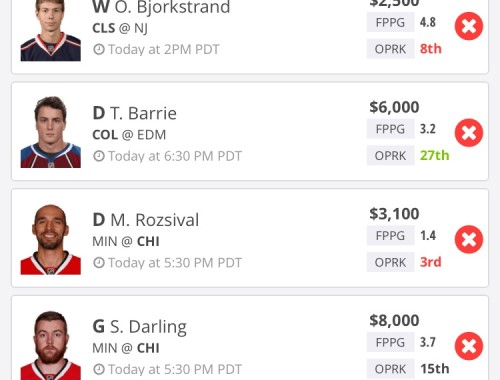 W O. Bjorkstrand
$2,500
CLS @ NJ
FPPG 4.8
Today at 2PM PDT
OPRK 8th
D T. Barrie
$6,000
COL @ EDM
FPPG 3.2
Today at 6:30 PM PDT
OPRK 27th
D M. Rozsival
$3,100
MIN @ CHI
FPPG 1.4
Today at 5:30 PM PDT
OPRK 3rd
G S. Darling
$8,000
MIN @ CHI
FPPG 3.7
Today at 5:30 PM PDT
OPRK 15th